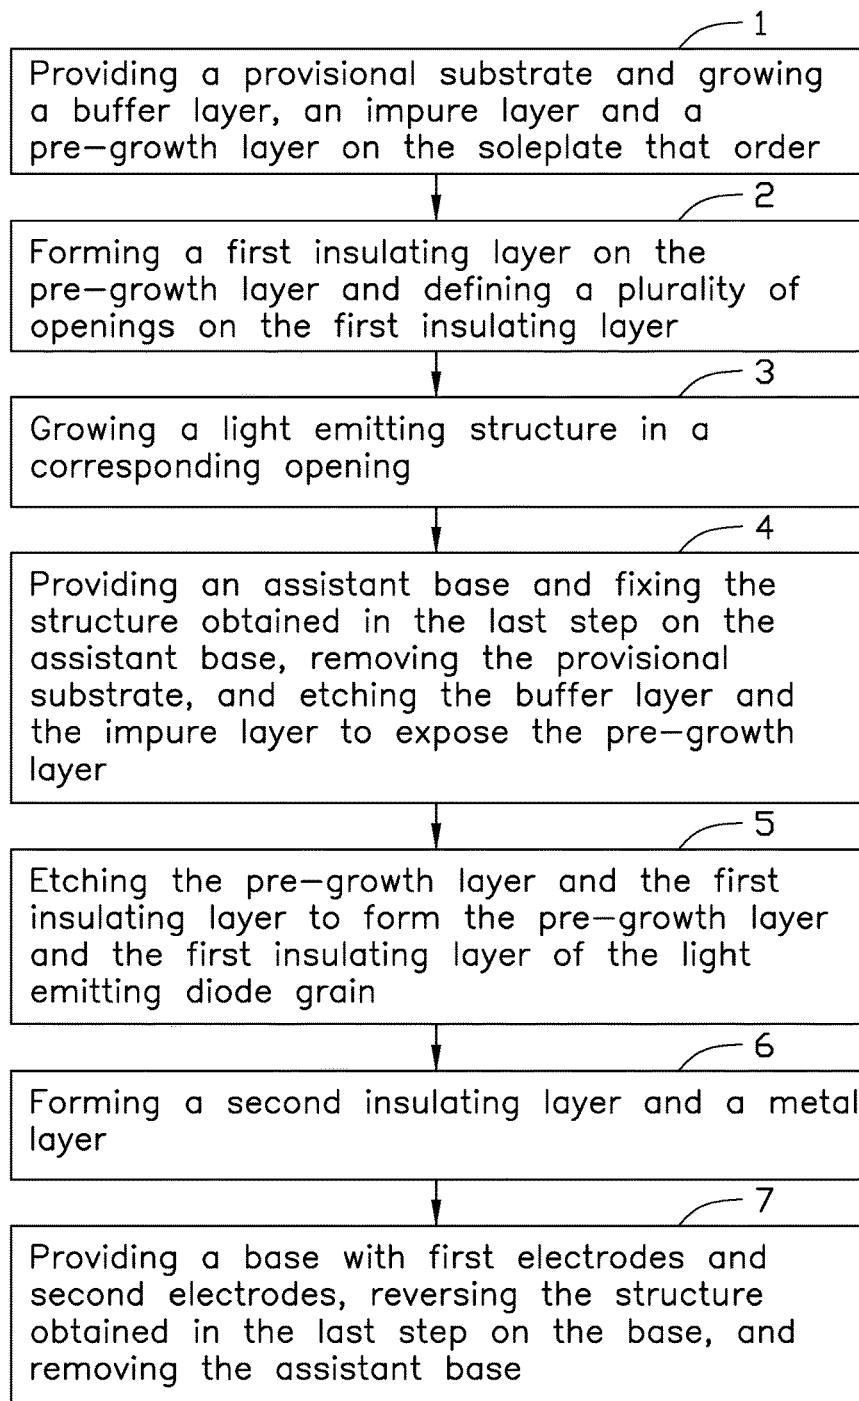 1
Providing a provisional substrate and growing
a buffer layer, an impure layer and a
pre-growth layer on the soleplate that order
2
Forming a first insulating layer on the
pre-growth layer and defining a plurality of
openings on the first insulating layer
3
Growing a light emitting structure in a
corresponding opening
4
Providing an assistant base and fixing the
structure obtained in the last step on the
assistant base, removing the provisional
substrate, and etching the buffer layer and
the impure layer to expose the pre-growth
layer
5
Etching the pre-growth layer and the first
insulating layer to form the pre-growth layer
and the first insulating layer of the light
emitting diode grain
6
Forming a second insulating layer and a metal
layer
7
Providing a base with first electrodes and
second electrodes, reversing the structure
obtained in the last step on the base, and
removing the assistant base